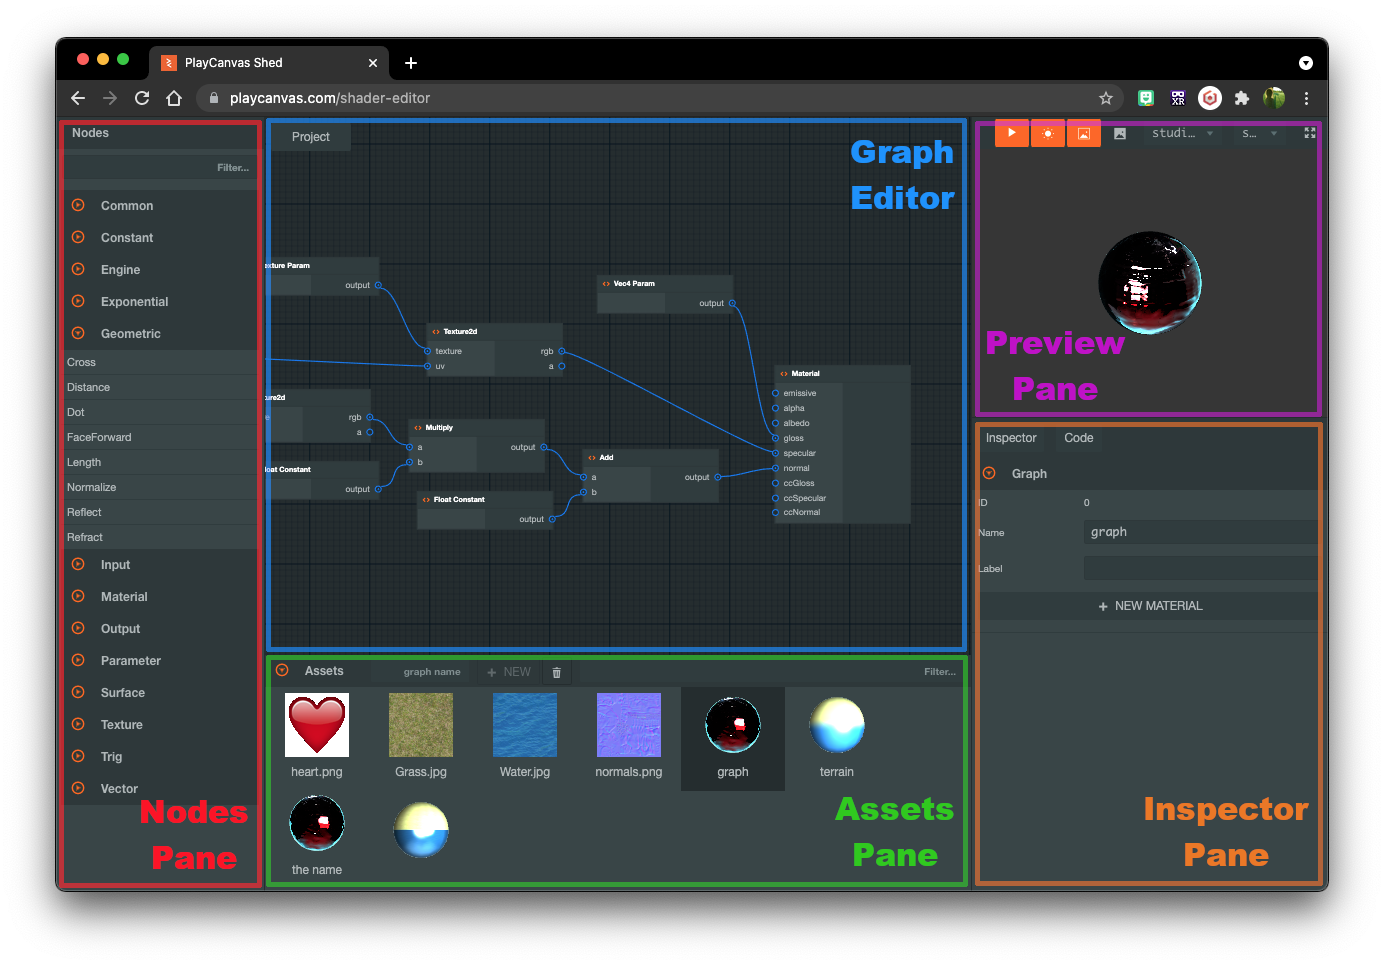 PlayCanvas Shed
playcanvas.com/shader-editor
XR
Nodes
Filter...
Common
Constant
Engine
Exponential
Geometric
Cross
Distance
Dot
FaceForward
Length
Normalize
Reflect
Refract
Input
Material
Output
Parameter
Surface
Texture
Trig
Vector
Nodes
Pane
Project
Graph
Editor
exture Param
output
Texture2d
texture
rgb
uv
a
ure2d
e
rgb
a
loat Constant
output
Multiply
a
output
b
Float Constant
output
Add
a
output
b
Vec4 Param
output
Material
emissive
alpha
albedo
gloss
specular
normal
ccGloss
ccSpecular
ccNormal
Assets
graph name
+ NEW
Filter...
heart.png
Grass.jpg
Water.jpg
normals.png
graph
terrain
the name
Assets
Pane
studi...
s...
Preview
Pane
Inspector
Code
Graph
ID
0
Name
graph
Label
+ NEW MATERIAL
Inspector
Pane